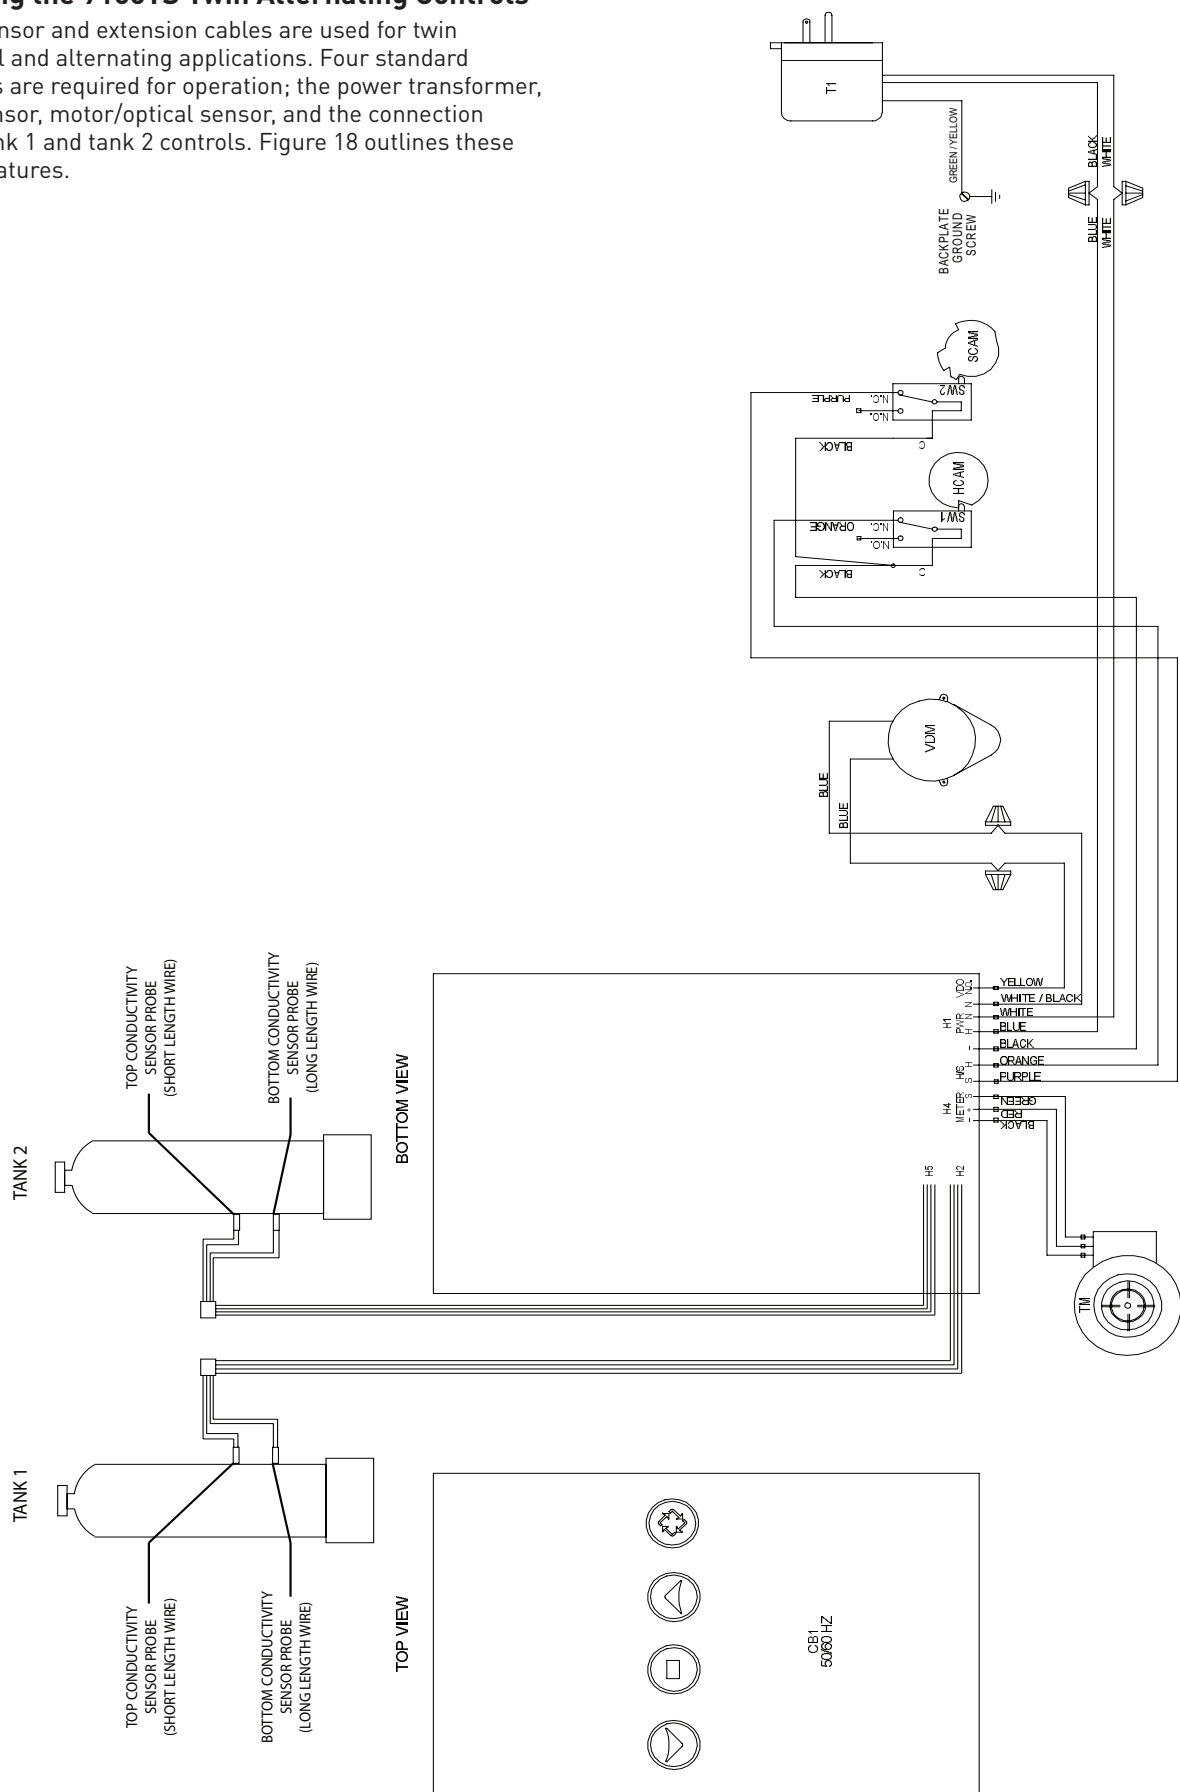 ng the 9100TS Twin Alternating Controls
nsor and extension cables are used for twin
l and alternating applications. Four standard
s are required for operation; the power transformer,
nsor, motor/optical sensor, and the connection
nk 1 and tank 2 controls. Figure 18 outlines these
atures.
T1
GREEN/YELLOW
BACKPLATE
GROUND
SCREW
BLACK
WHITE
BLUE
WHITE
SCAM
SW2
PURPLE
N.C.
N.O.
BLACK
C
HCAM
SW1
ORANGE
N.C.
N.O.
BLACK
C
VDM
BLUE
BLUE
TANK 2
TOP CONDUCTIVITY
SENSOR PROBE
(SHORT LENGTH WIRE)
BOTTOM CONDUCTIVITY
SENSOR PROBE
(LONG LENGTH WIRE)
BOTTOM VIEW
VDO
N.O.
N
H1
PWR
N
H
-
H/S
H
S
H4
METER
S
+
-
YELLOW
WHITE / BLACK
WHITE
BLUE
BLACK
ORANGE
PURPLE
GREEN
RED
BLACK
H5
H2
TM
TANK 1
TOP CONDUCTIVITY
SENSOR PROBE
(SHORT LENGTH WIRE)
BOTTOM CONDUCTIVITY
SENSOR PROBE
(LONG LENGTH WIRE)
TOP VIEW
CB1
50/60 HZ